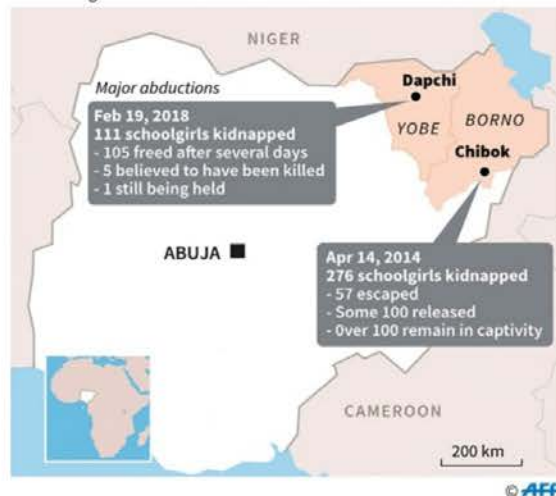 NIGER
Major abductions
Dapchi
Feb 19, 2018
111 schoolgirls kidnapped
- 105 freed after several days
- 5 believed to have been killed
- 1 still being held
YOBE
BORNO
Chibok
ABUJA
Apr 14, 2014
276 schoolgirls kidnapped
- 57 escaped
- Some 100 released
- Over 100 remain in captivity
CAMEROON
200 km
© AFP